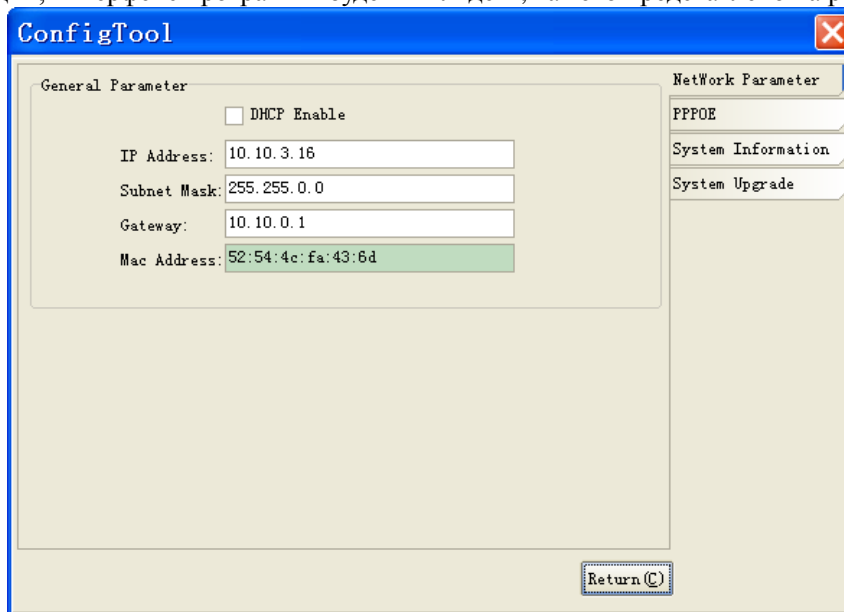 ConfigTool
General Parameter
DHCP Enable
IP Address: 10.10.3.16
Subnet Mask: 255.255.0.0
Gateway: 10.10.0.1
Mac Address: 52:54:4c:fa:43:6d
NetWork Parameter
PPPOE
System Information
System Upgrade
Return(C)